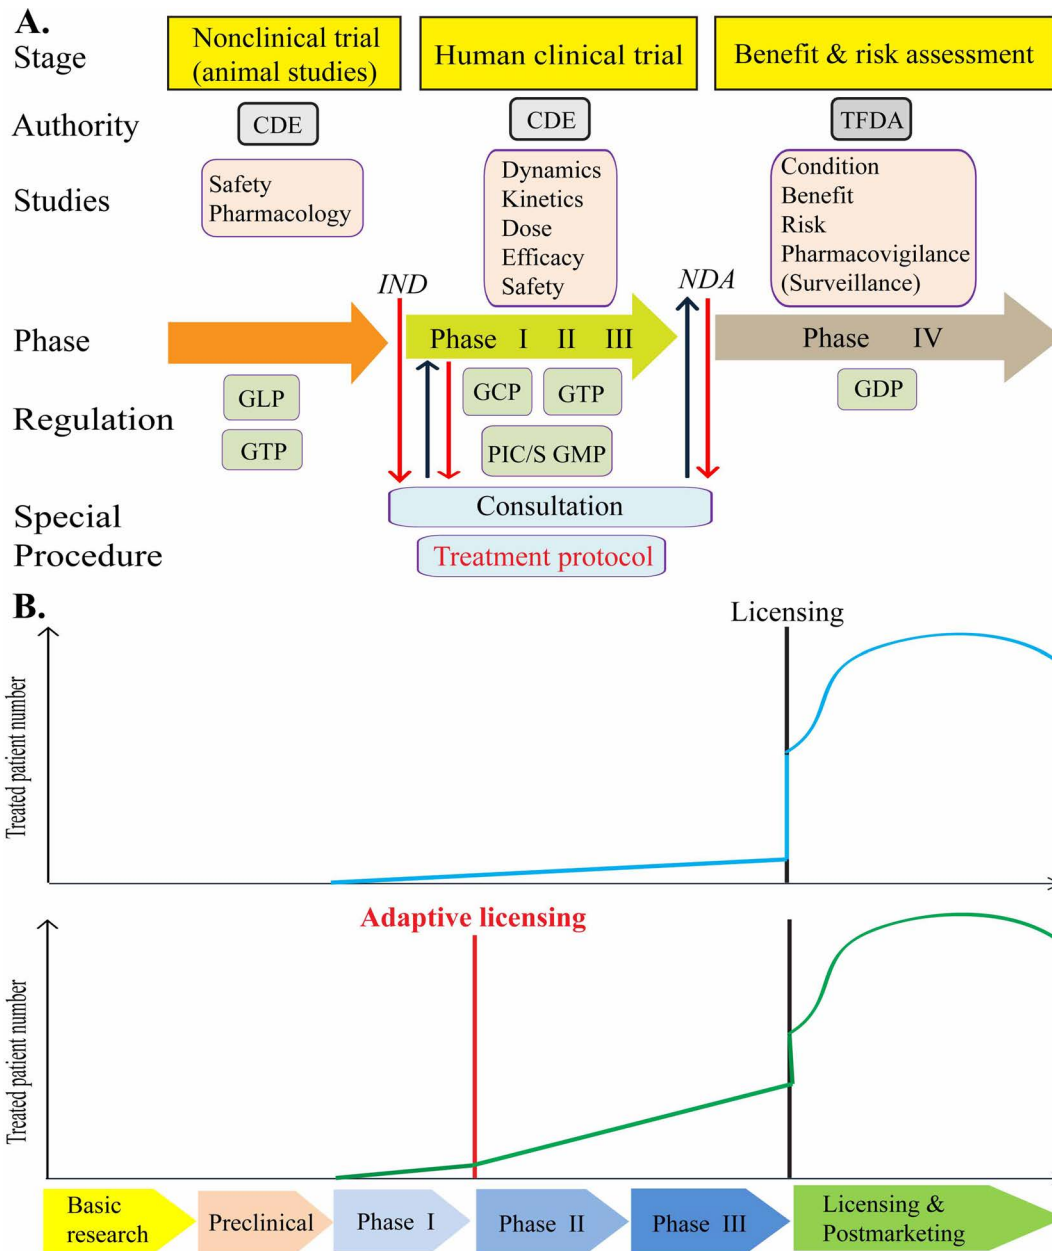 A.
Stage
Nonclinical trial
(animal studies)
Human clinical trial
Benefit & risk assessment
Authority
CDE
CDE
TFDA
Studies
Safety
Pharmacology
Dynamics
Kinetics
Dose
Efficacy
Safety
Condition
Benefit
Risk
Pharmacovigilance
(Surveillance)
IND
NDA
Phase
Phase I II III
Phase IV
Regulation
GLP
GTP
GCP
GTP
PIC/S GMP
GDP
Special
Procedure
Consultation
Treatment protocol
B.
Licensing
Treated patient number
Adaptive licensing
Treated patient number
Basic
research
Preclinical
Phase I
Phase II
Phase III
Licensing &
Postmarketing